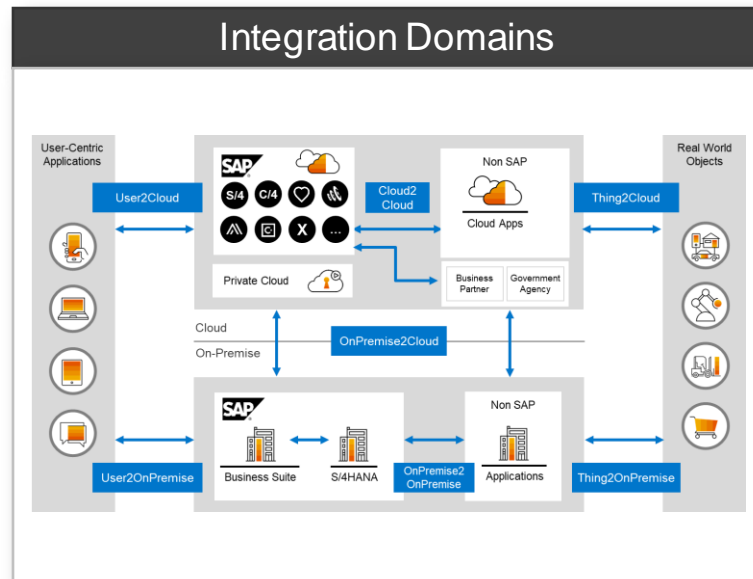 Integration Domains
User-Centric
Applications
User2Cloud
SAP
S/4
C/4
X
...
Private Cloud
Cloud2
Cloud
Non SAP
Cloud Apps
Business
Partner
Government
Agency
Thing2Cloud
Real World
Objects
Cloud
On-Premise
OnPremise2Cloud
SAP
Business Suite
S/4HANA
OnPremise2
OnPremise
Non SAP
Applications
User2OnPremise
Thing2OnPremise